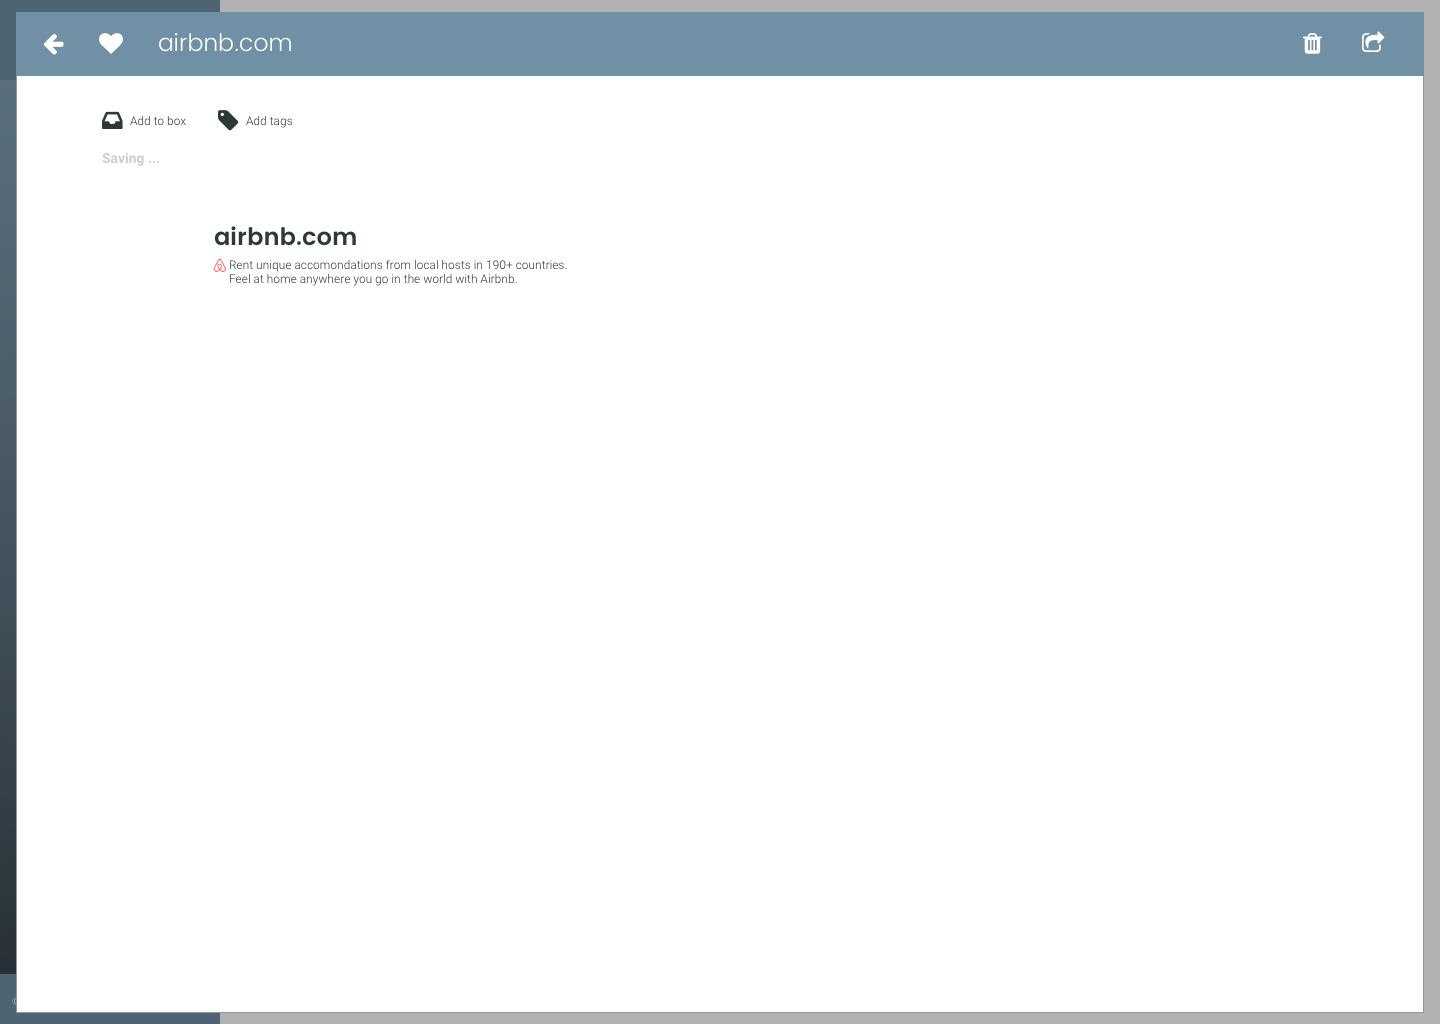 airbnb.com
Add to box
Add tags
Saving ...
airbnb.com
Rent unique accomondations from local hosts in 190+ countries.
Feel at home anywhere you go in the world with Airbnb.